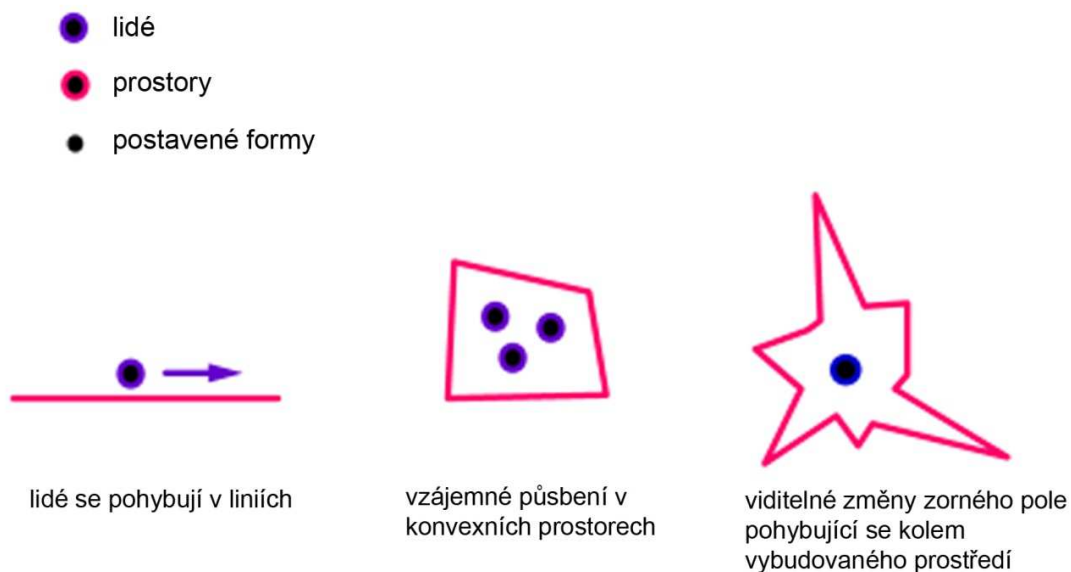 lidé
prostory
postavené formy
lidé se pohybují v liniích
vzájemné působení v
konvexních prostorech
viditelné změny zorného pole
pohybující se kolem
vybudovaného prostředí